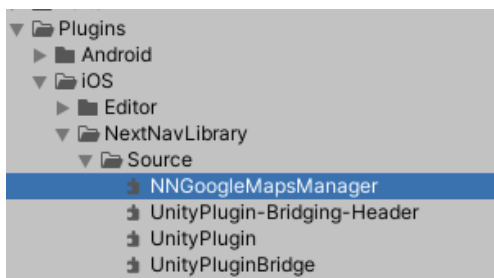 Plugins
Android
iOS
Editor
NextNavLibrary
Source
NNGoogleMapsManager
UnityPlugin-Bridging-Header
UnityPlugin
UnityPluginBridge